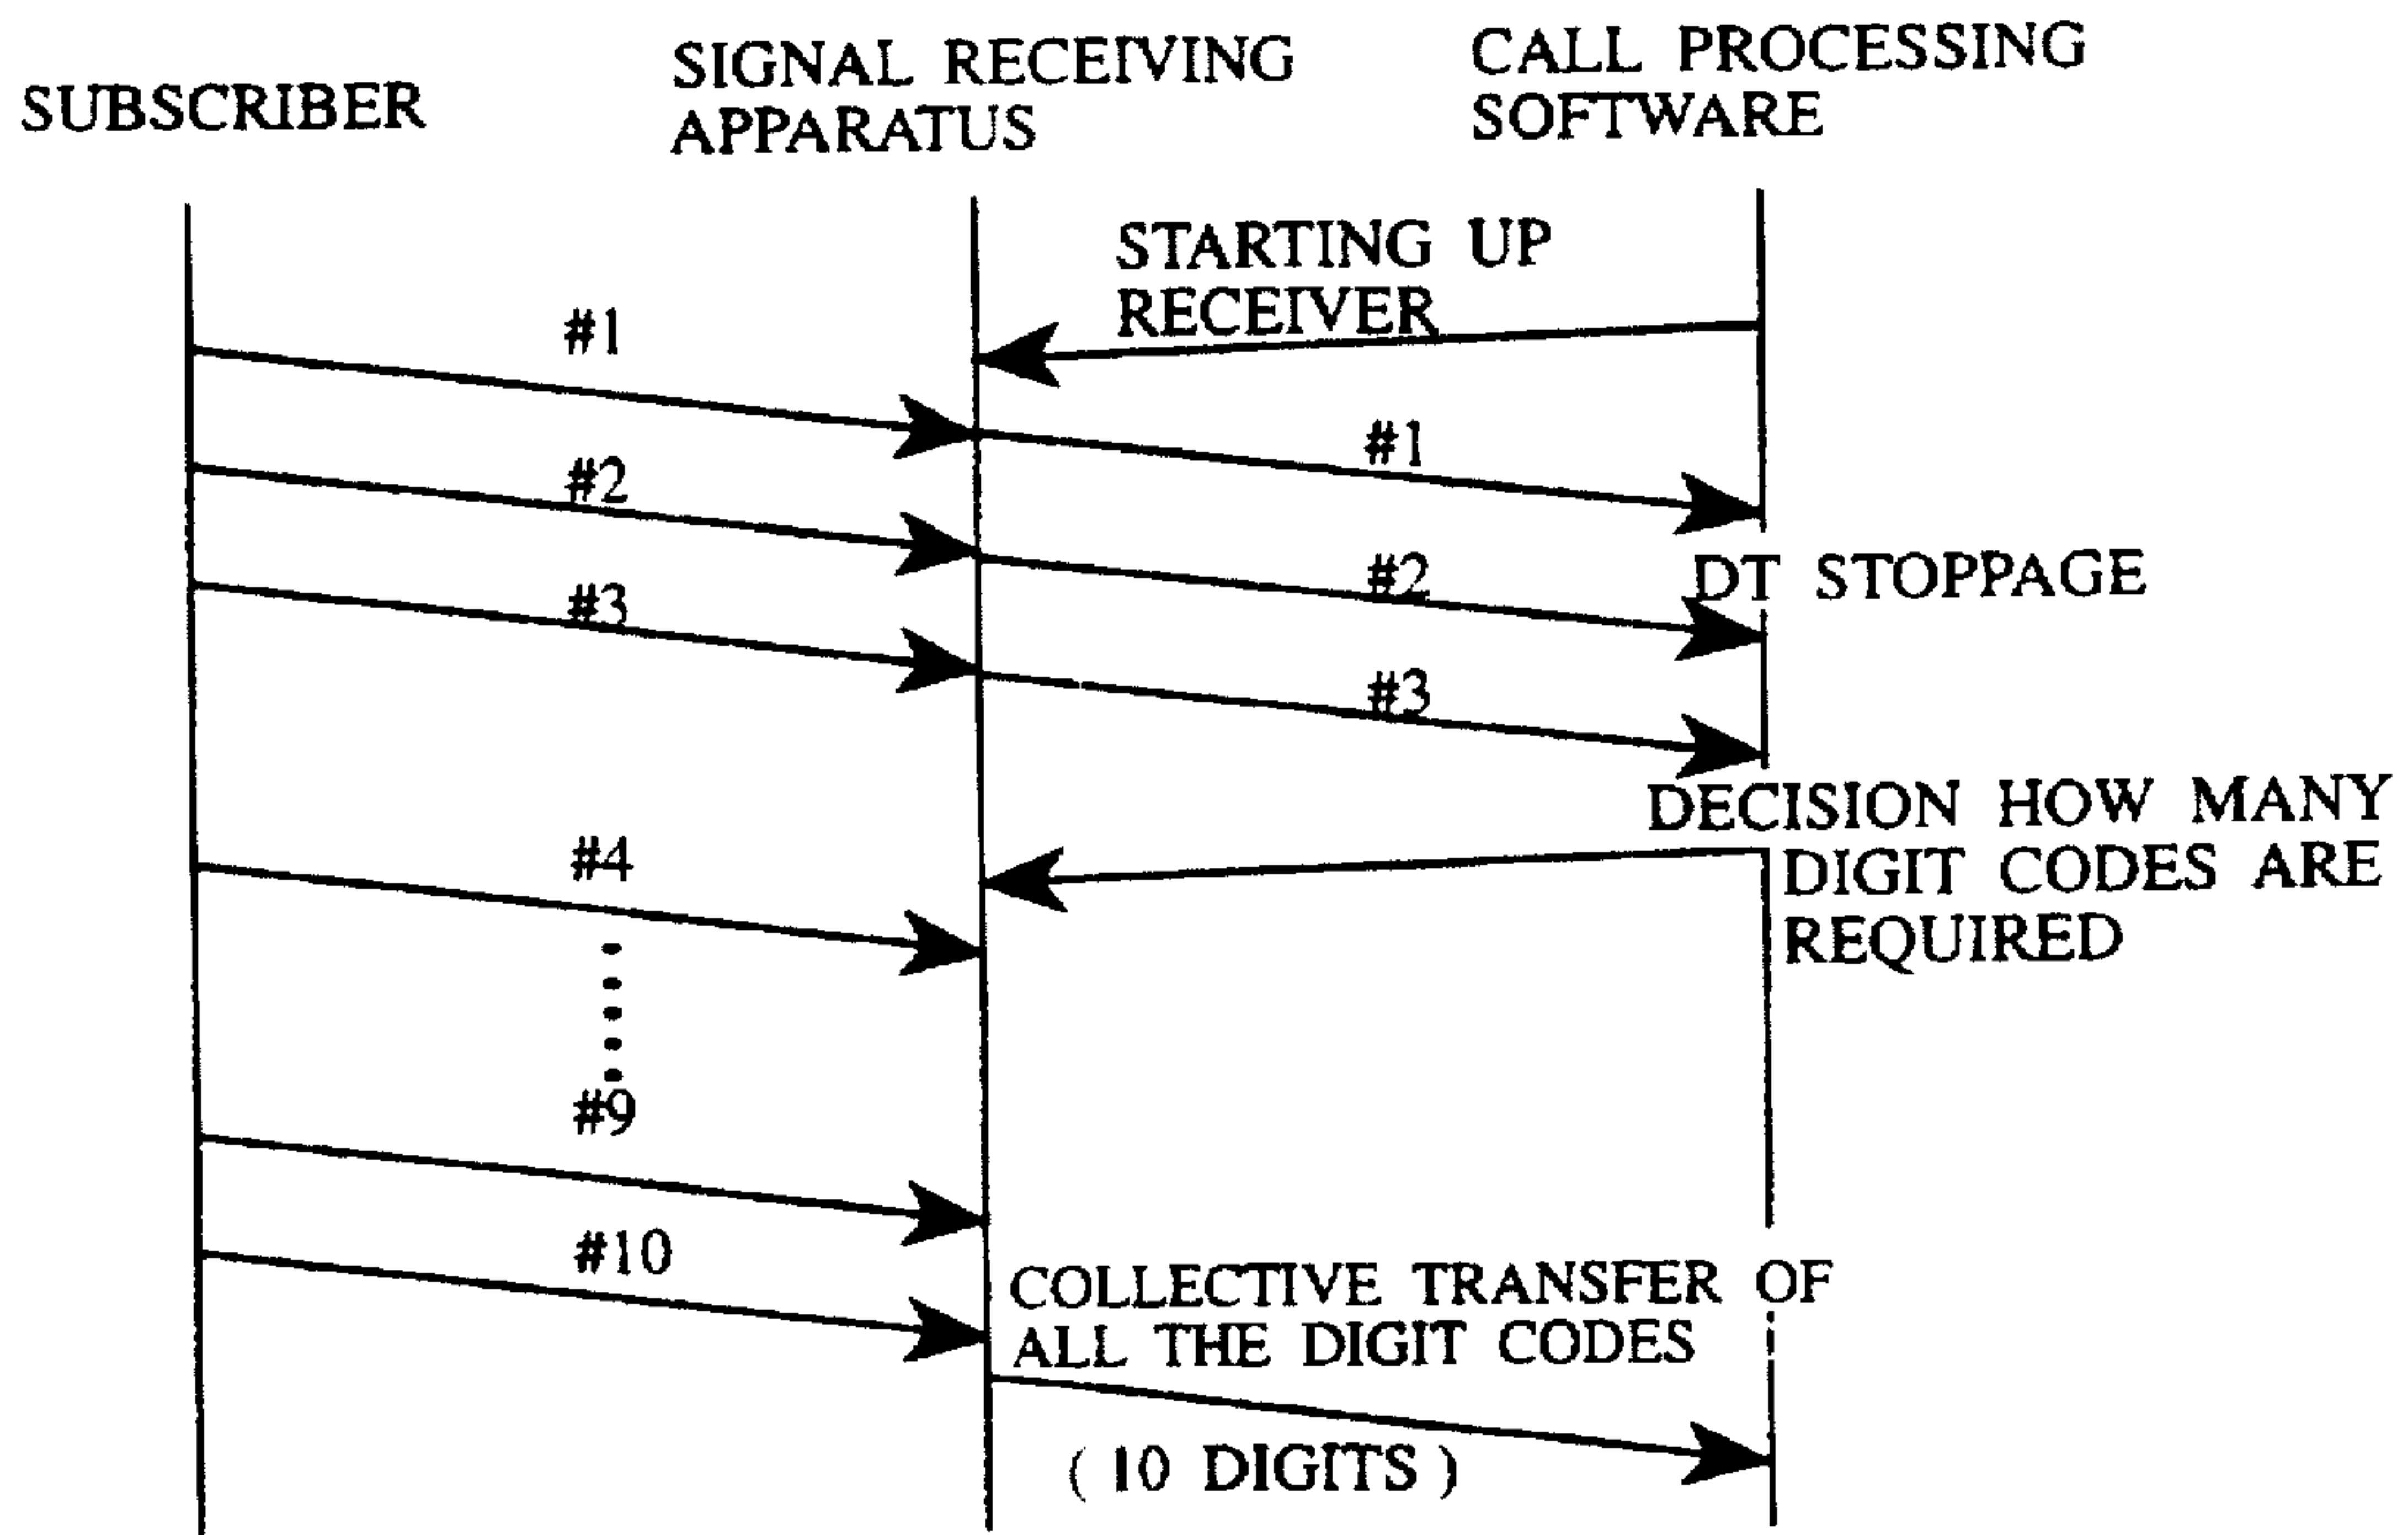 SUBSCRIBER
SIGNAL RECEIVING
APPARATUS
CALL PROCESSING
SOFTWARE
STARTING UP
RECEIVER
#1
#1
#2
#2
DT STOPPAGE
#3
#3
DECISION HOW MANY
DIGIT CODES ARE
REQUIRED
#4
#9
#10
COLLECTIVE TRANSFER OF
ALL THE DIGIT CODES
( 10 DIGITS )